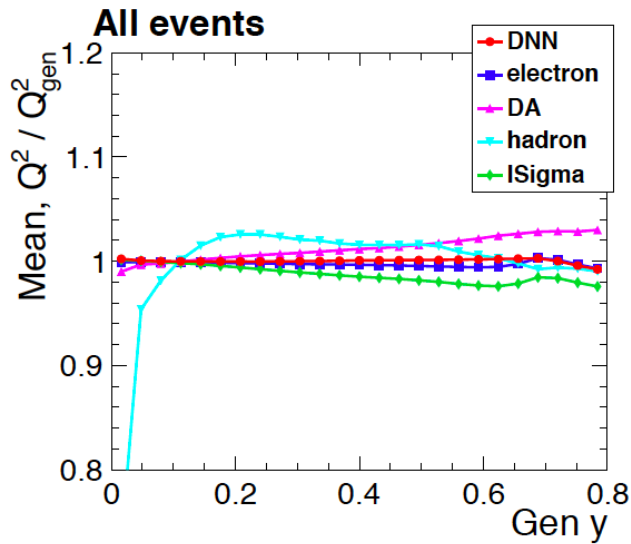 All events
Mean, Q² / Q²gen
1.2
1.1
1
0.9
0.8
0
0.2
0.4
0.6
0.8
Gen y
DNN
electron
DA
hadron
ISigma